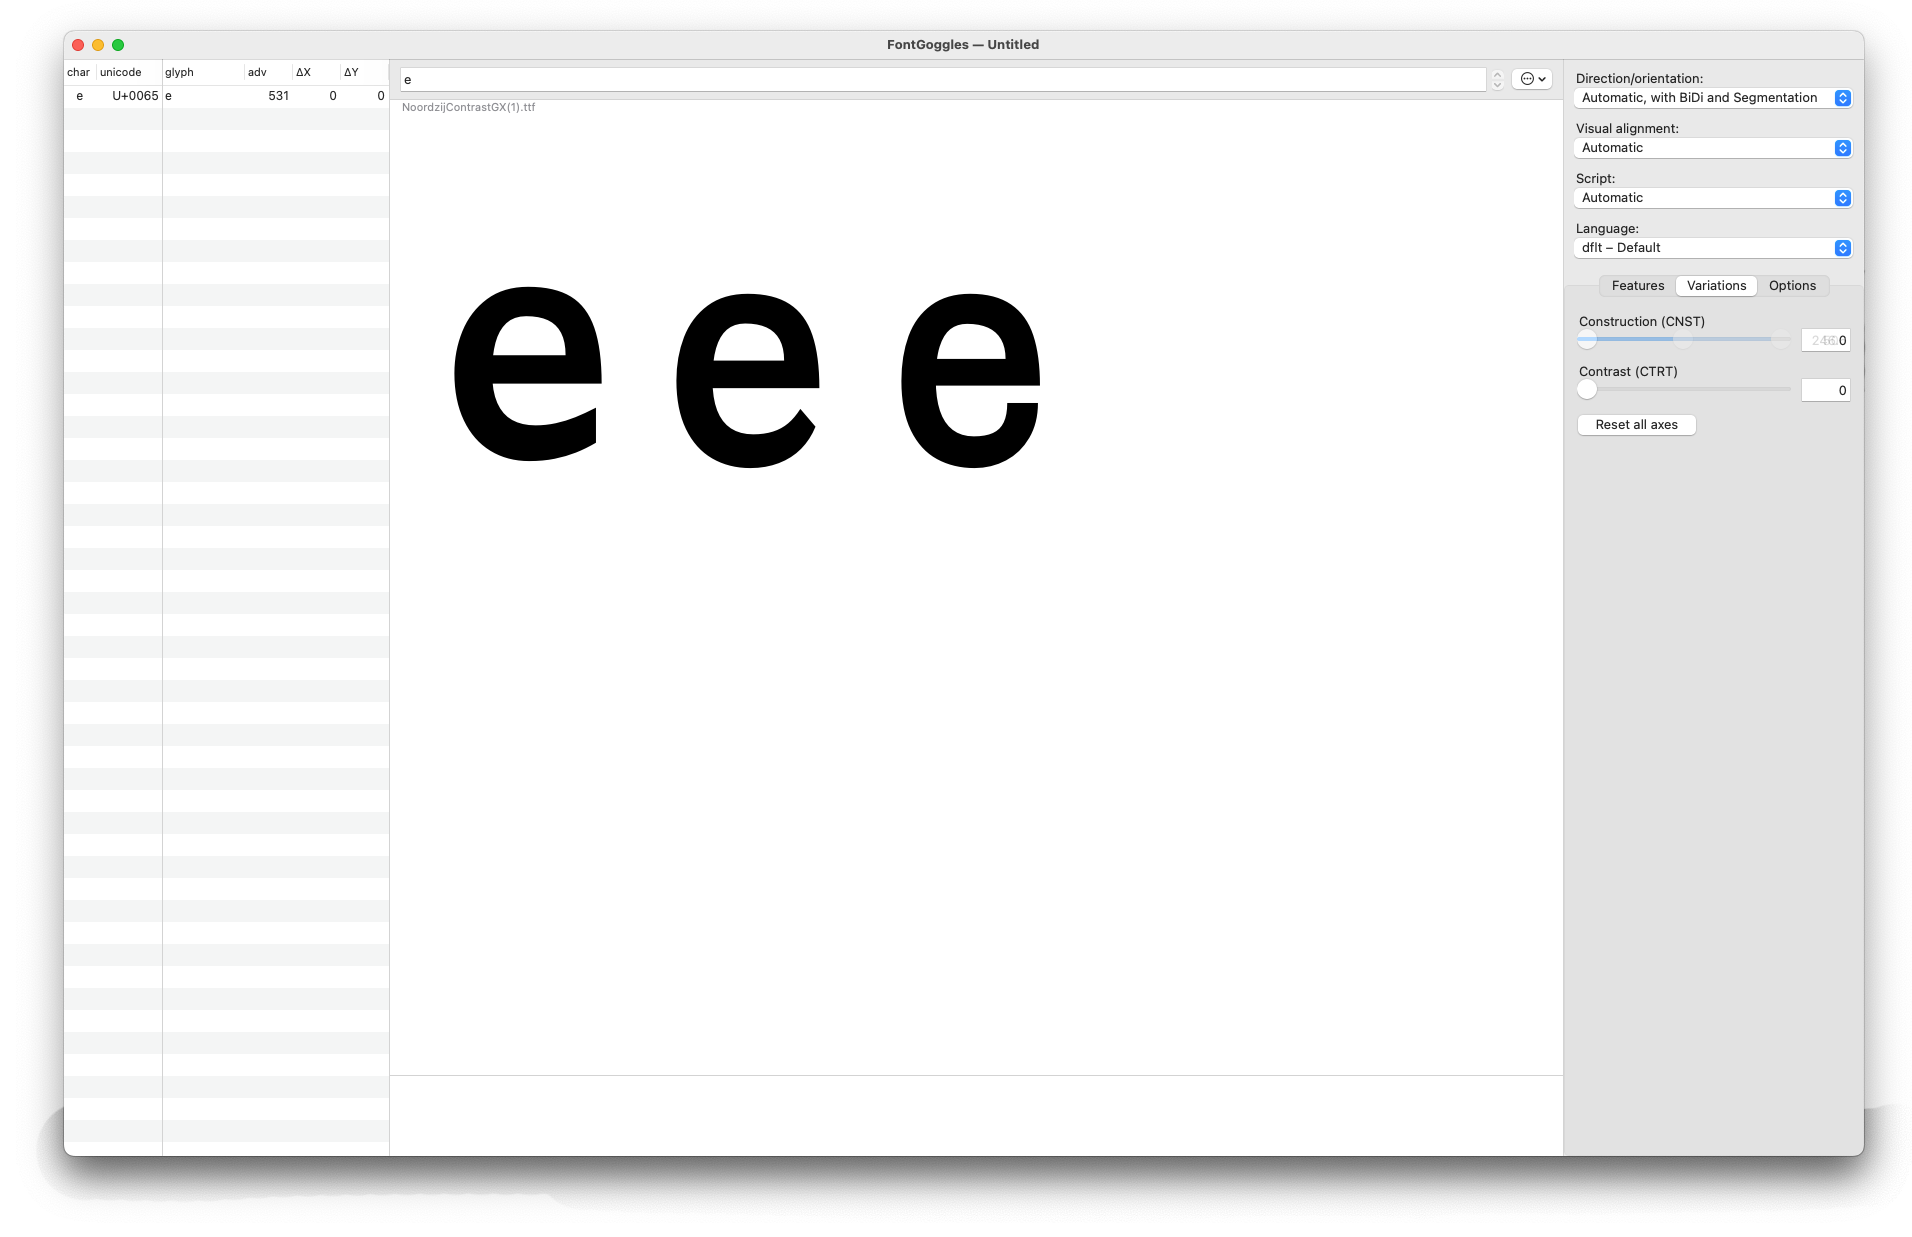 FontGoggles — Untitled
char unicode glyph adv ΔX ΔY
e U+0065 e 531 0 0
e
NoordzijContrastGX(1).ttf
e e e
Direction/orientation:
Automatic, with BiDi and Segmentation
Visual alignment:
Automatic
Script:
Automatic
Language:
dflt – Default
Features Variations Options
Construction (CNST)
0
Contrast (CTRT)
0
Reset all axes